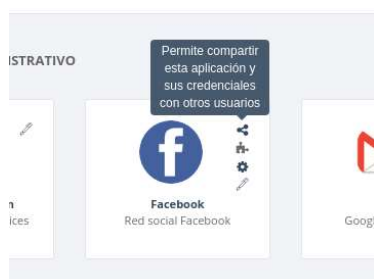 ISTRATIVO
Permite compartir
esta aplicación y
sus credenciales
con otros usuarios
Facebook
Red social Facebook
n
ices
Googl